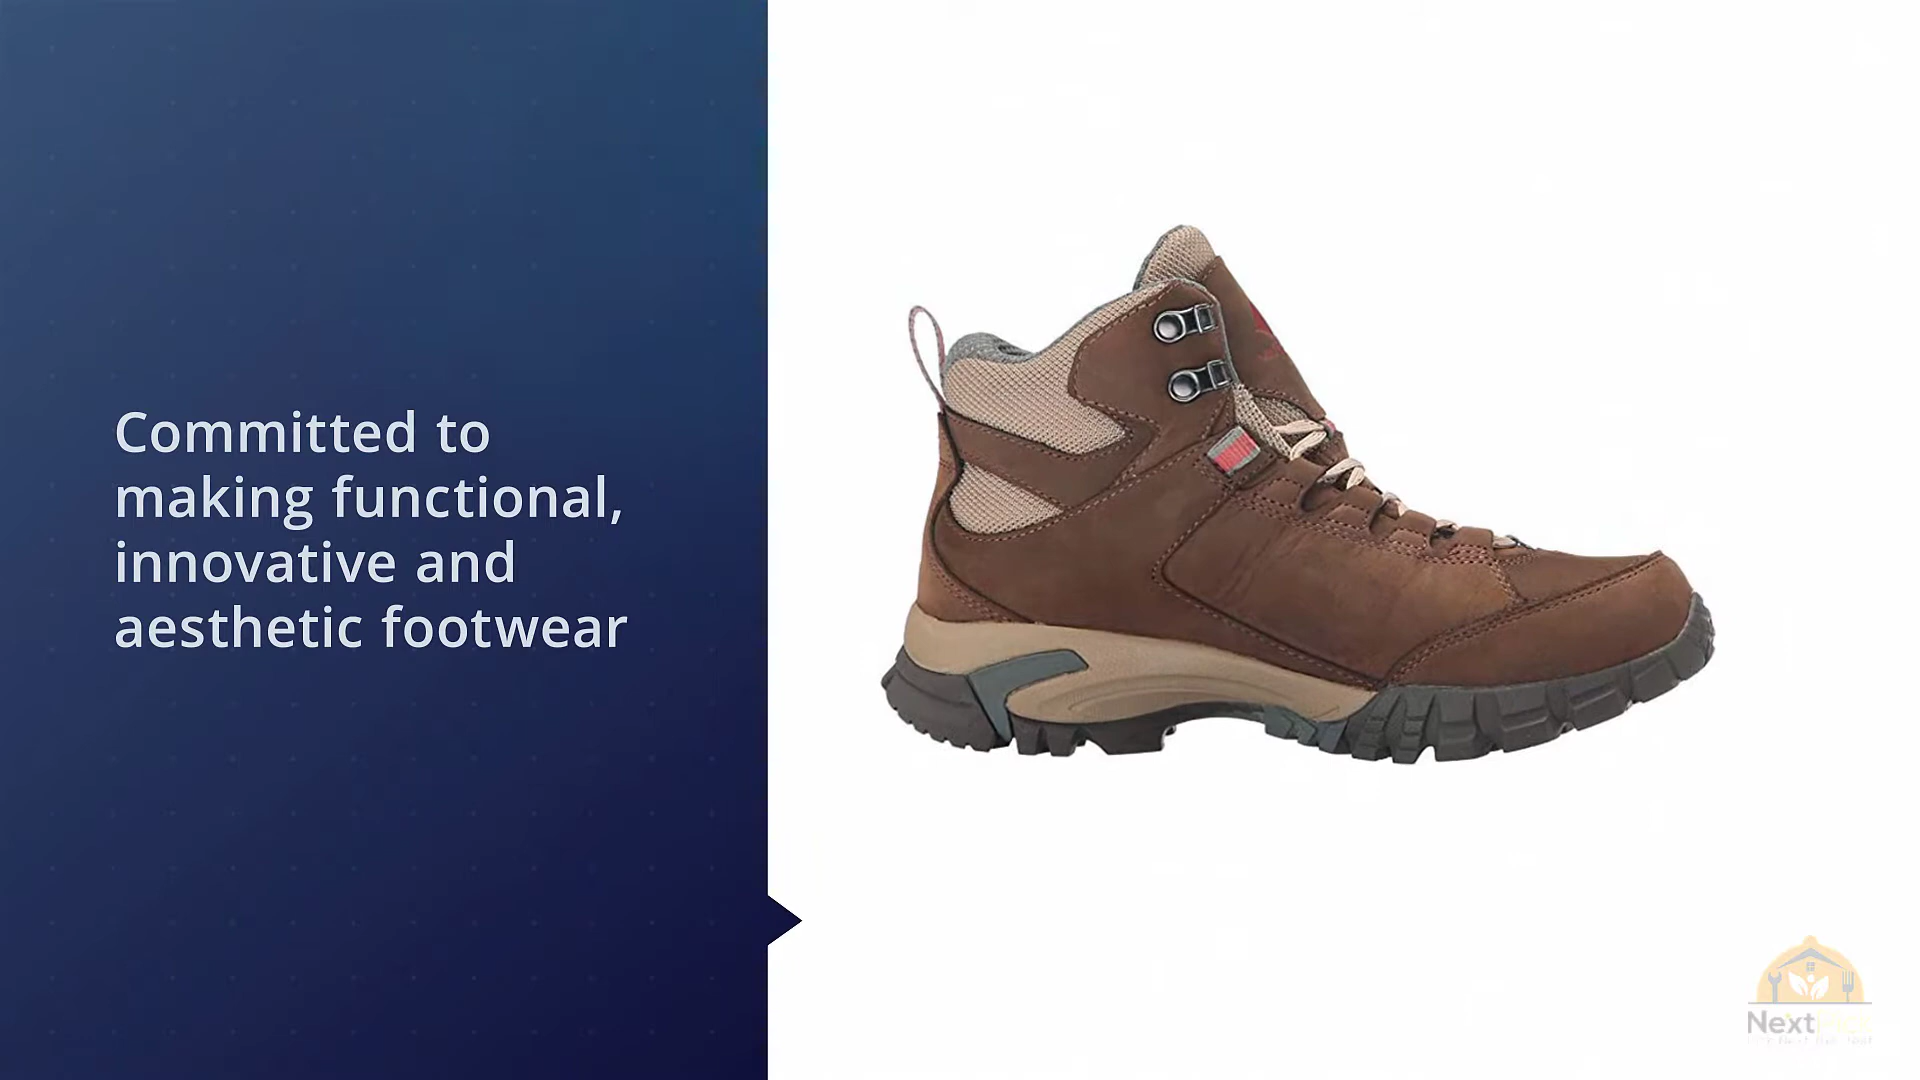 Committed to
making functional,
innovative and
aesthetic footwear
Next